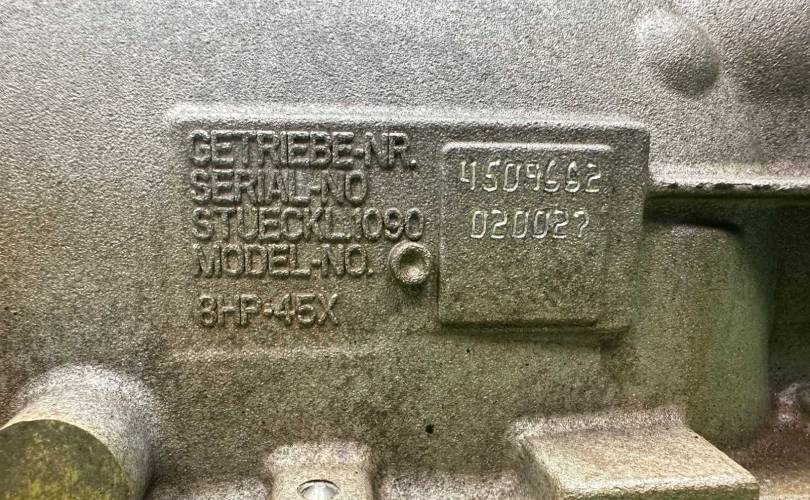 GETRIEBE-NR.
SERIAL-NO
4509662
STUECKL.1090
020027
MODEL-NO.
8HP-45X